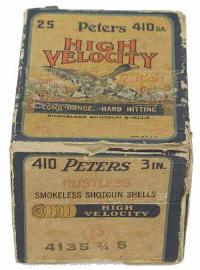 25 Peters 410 GA.
HIGH
VELOCITY
LONG RANGE HARD HITTING
SMOKELESS SHOTGUN SHELLS
410 PETERS 3 IN.
RUSTLESS
SMOKELESS SHOTGUN SHELLS
HIGH
VELOCITY
4135 ¾ 5